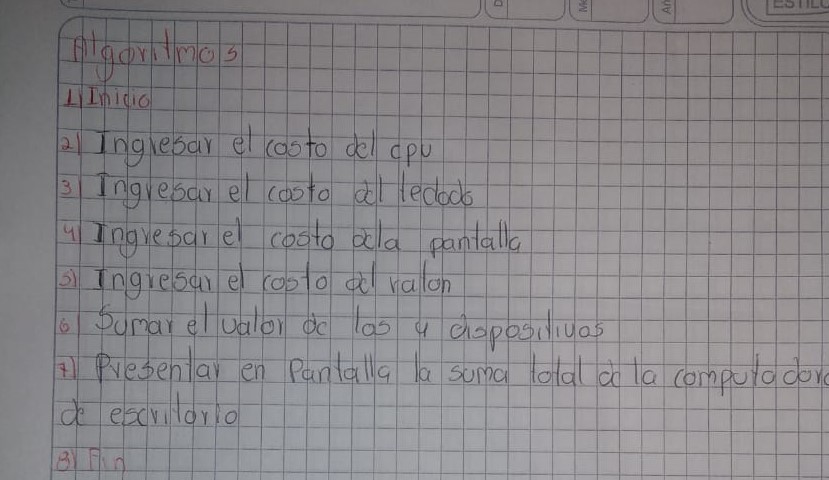 Algoritmos
1) Inicio
2) Ingresar el costo del cpu
3) Ingresar el costo del teclado
4) Ingresar el costo dela pantalla
5) Ingresar el costo del raton
6) Sumar el valor de los 4 dispositivos
7) Presentar en Pantalla la suma total de la computadora
de escritorio
8) Fin